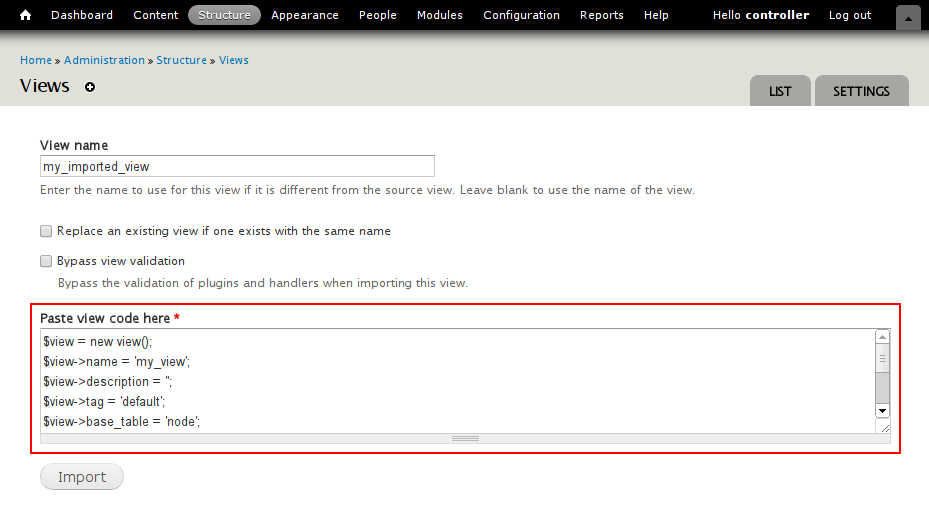 Dashboard Content Structure Appearance People Modules Configuration Reports Help Hello controller Log out
Home » Administration » Structure » Views
Views
LIST SETTINGS
View name
my_imported_view
Enter the name to use for this view if it is different from the source view. Leave blank to use the name of the view.
Replace an existing view if one exists with the same name
Bypass view validation
Bypass the validation of plugins and handlers when importing this view.
Paste view code here *
$view = new view();
$view->name = 'my_view';
$view->description = '';
$view->tag = 'default';
$view->base_table = 'node';
Import